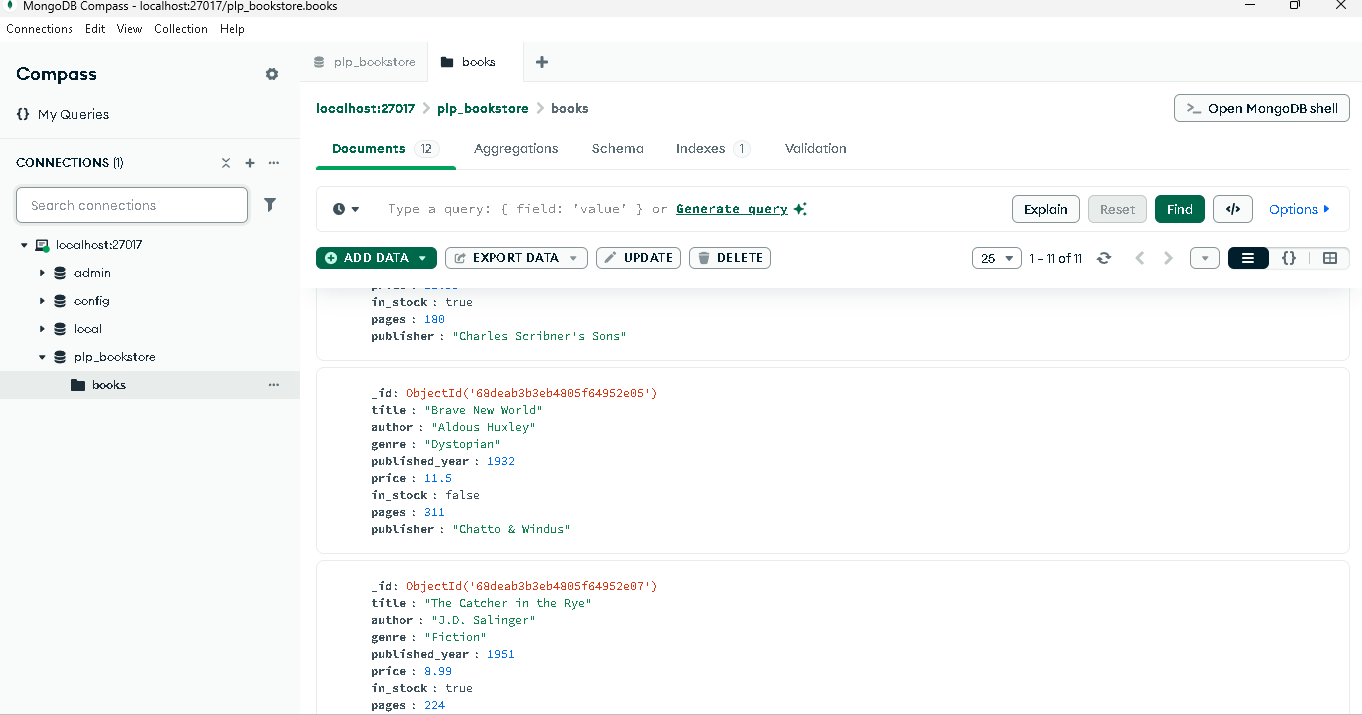 MongoDB Compass - localhost:27017/plp_bookstore.books
Connections Edit View Collection Help
Compass
{} My Queries
CONNECTIONS (1)
Search connections
localhost:27017
admin
config
local
plp_bookstore
books
plp_bookstore books
localhost:27017 > plp_bookstore > books
>_ Open MongoDB shell
Documents 12 Aggregations Schema Indexes 1 Validation
Type a query: { field: 'value' } or Generate query
Explain Reset Find </> Options
ADD DATA EXPORT DATA UPDATE DELETE
25 1 – 11 of 11 {}
in_stock : true
pages : 180
publisher : "Charles Scribner's Sons"
_id: ObjectId('68deab3b3eb4805f64952e05')
title : "Brave New World"
author : "Aldous Huxley"
genre : "Dystopian"
published_year : 1932
price : 11.5
in_stock : false
pages : 311
publisher : "Chatto & Windus"
_id: ObjectId('68deab3b3eb4805f64952e07')
title : "The Catcher in the Rye"
author : "J.D. Salinger"
genre : "Fiction"
published_year : 1951
price : 8.99
in_stock : true
pages : 224